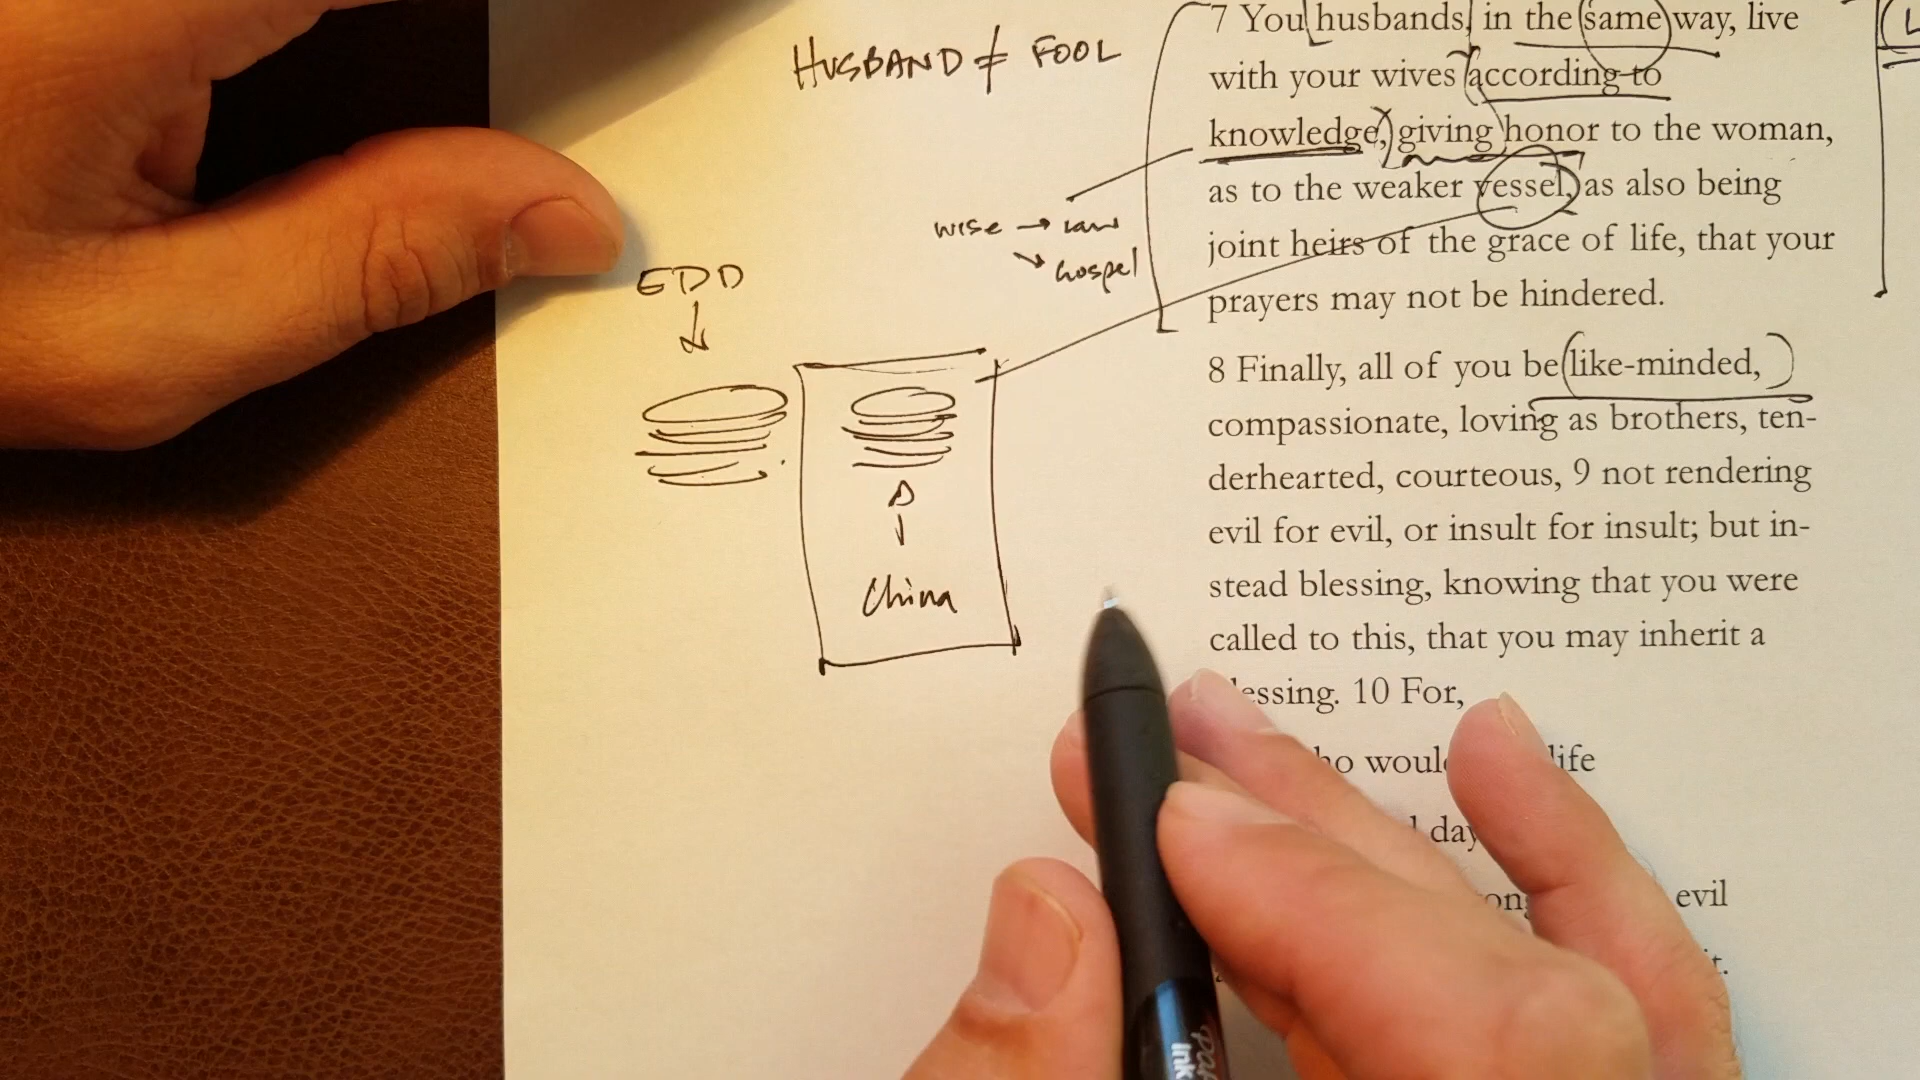 HUSBAND ≠ FOOL
wise → law
↘ gospel
EDD
China
7 You husbands, in the same way, live
with your wives according to
knowledge, giving honor to the woman,
as to the weaker vessel, as also being
joint heirs of the grace of life, that your
prayers may not be hindered.
8 Finally, all of you be like-minded,
compassionate, loving as brothers, ten-
derhearted, courteous, 9 not rendering
evil for evil, or insult for insult; but in-
stead blessing, knowing that you were
called to this, that you may inherit a
essing. 10 For,
life
day
evil
it.
L
ink